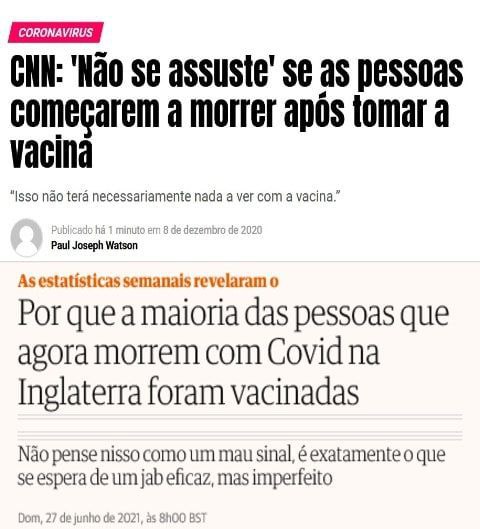 CORONAVIRUS
CNN: 'Não se assuste' se as pessoas
começarem a morrer após tomar a
vacina
“Isso não terá necessariamente nada a ver com a vacina.”
Publicado há 1 minuto em 8 de dezembro de 2020
Paul Joseph Watson
As estatísticas semanais revelaram o
Por que a maioria das pessoas que
agora morrem com Covid na
Inglaterra foram vacinadas
Não pense nisso como um mau sinal, é exatamente o que
se espera de um jab eficaz, mas imperfeito
Dom, 27 de junho de 2021, às 8h00 BST